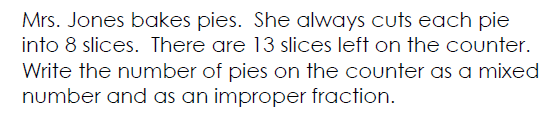 Mrs. Jones bakes pies.  She always cuts each pie
into 8 slices.  There are 13 slices left on the counter.
Write the number of pies on the counter as a mixed
number and as an improper fraction.